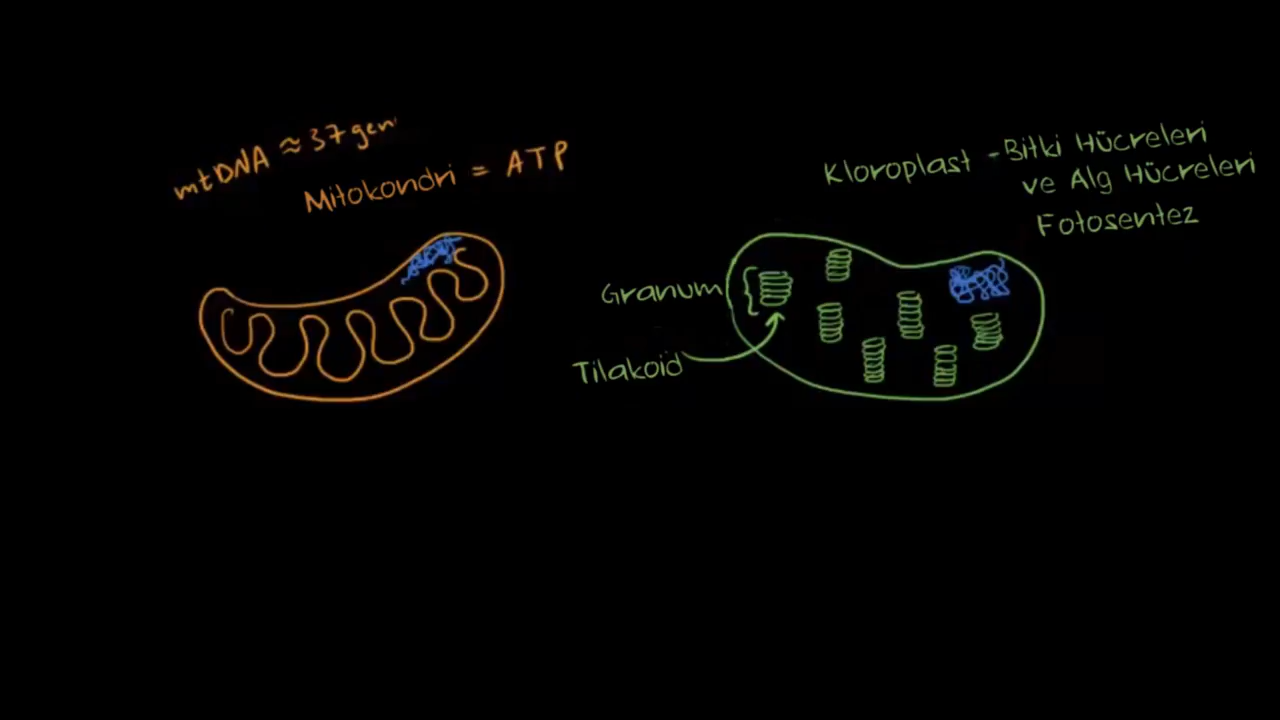 mtDNA ≈ 37 gen
Mitokondri = ATP
Kloroplast - Bitki Hücreleri
ve Alg Hücreleri
Fotosentez
Granum
Tilakoid